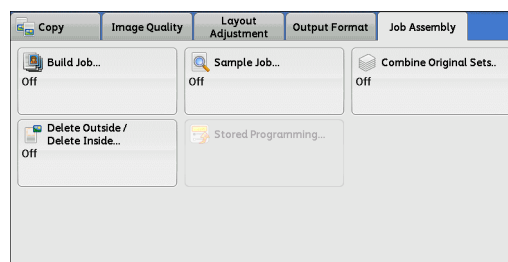 Copy
Image Quality
Layout
Adjustment
Output Format
Job Assembly
Build Job...
Off
Sample Job...
Off
Combine Original Sets..
Off
Delete Outside /
Delete Inside...
Off
Stored Programming...